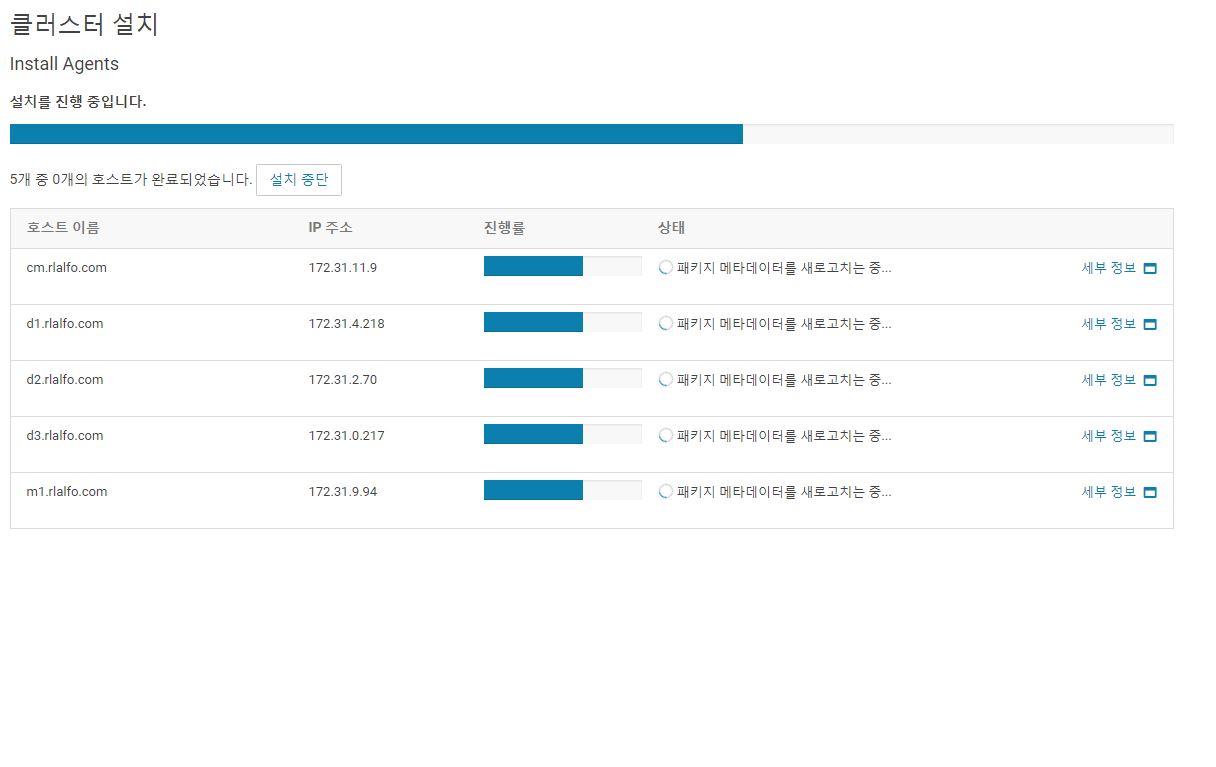 클러스터 설치
Install Agents
설치를 진행 중입니다.
5개 중 0개의 호스트가 완료되었습니다. 설치 중단
호스트 이름 IP 주소 진행률 상태
cm.rlalfo.com 172.31.11.9 패키지 메타데이터를 새로고치는 중... 세부 정보
d1.rlalfo.com 172.31.4.218 패키지 메타데이터를 새로고치는 중... 세부 정보
d2.rlalfo.com 172.31.2.70 패키지 메타데이터를 새로고치는 중... 세부 정보
d3.rlalfo.com 172.31.0.217 패키지 메타데이터를 새로고치는 중... 세부 정보
m1.rlalfo.com 172.31.9.94 패키지 메타데이터를 새로고치는 중... 세부 정보